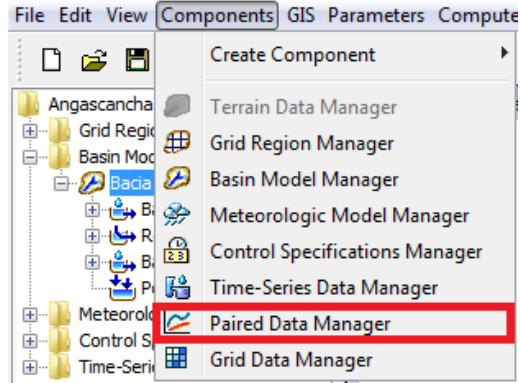 File Edit View Components GIS Parameters Compute
Create Component
Angascancha
Terrain Data Manager
Grid Regio
Grid Region Manager
Basin Mod
Basin Model Manager
Bacia
Meteorologic Model Manager
Control Specifications Manager
Time-Series Data Manager
Meteorolo
Paired Data Manager
Control Sp
Grid Data Manager
Time-Serie